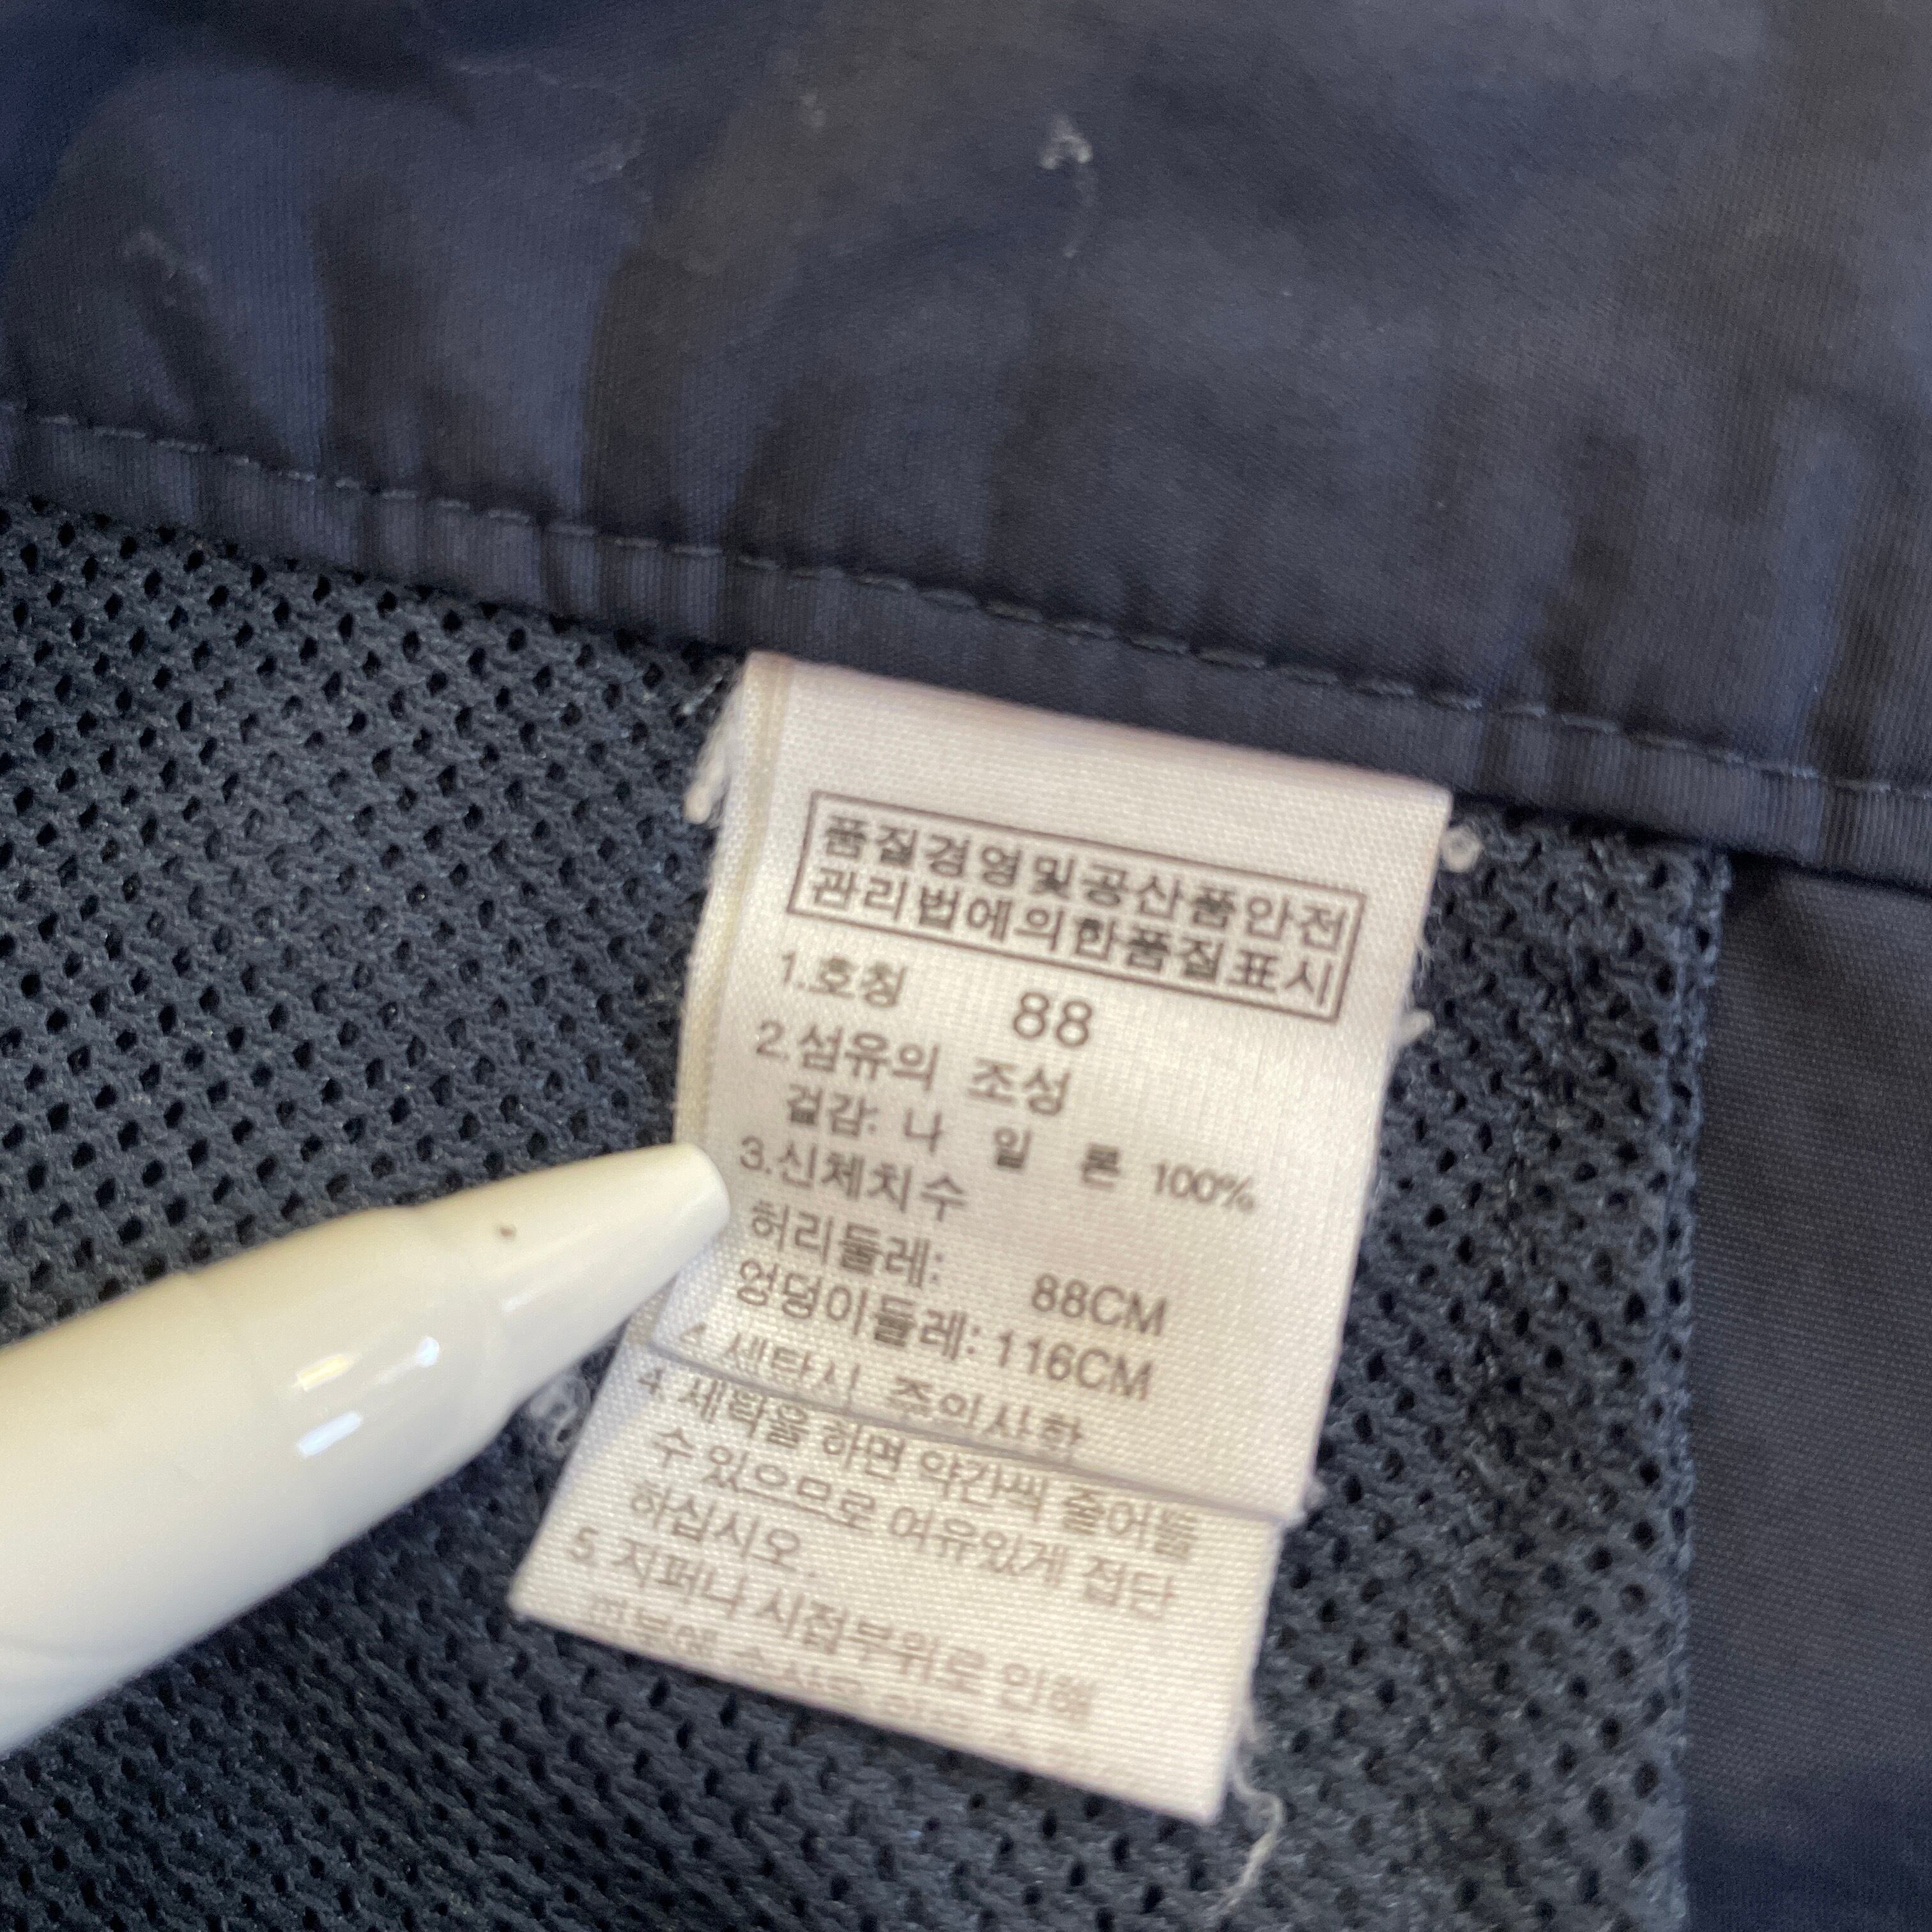 품질경영및공산품안전
관리법에의한품질표시
1.호칭 88
2.섬유의 조성
겉감: 나 일 론 100%
3.신체치수
허리둘레: 88CM
엉덩이둘레: 116CM
4.세탁시 주의사항
4. 세탁을 하면 약간씩 줄어들
수 있으므로 여유있게 접단
하십시오.
5. 지퍼나 시접부위로 인해